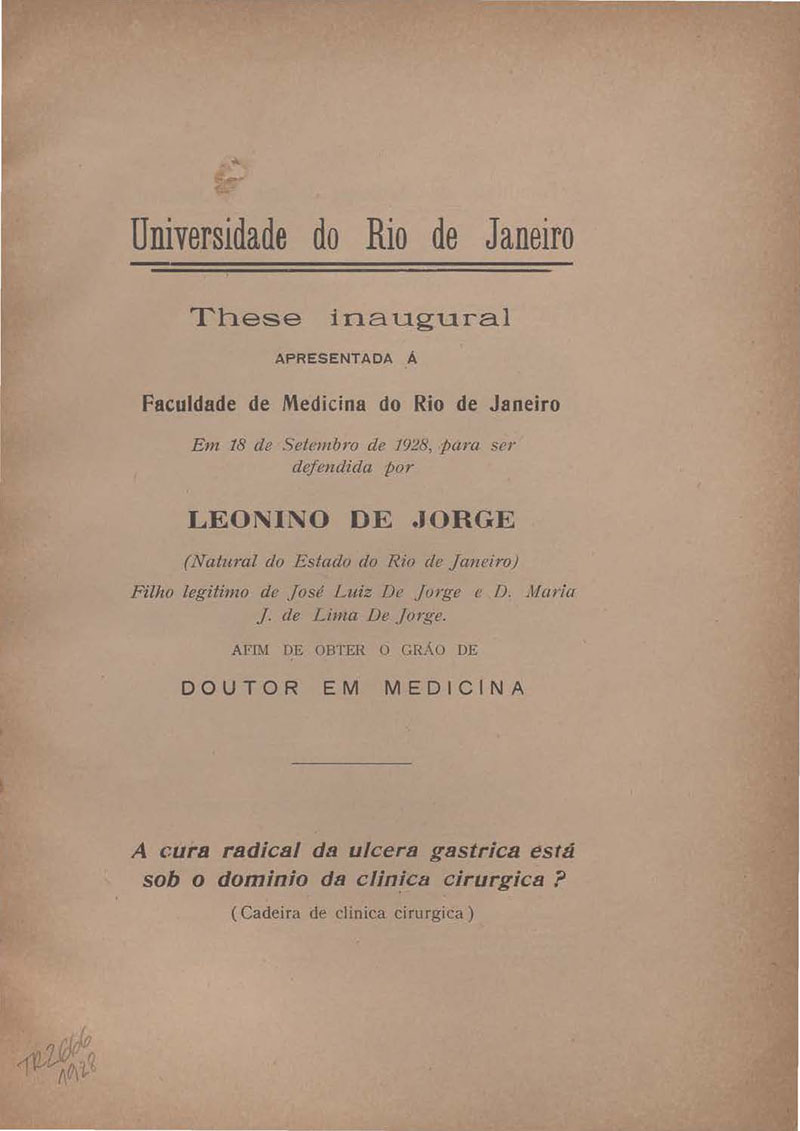 Universidade do Rio de Janeiro
These inaugural
APRESENTADA Á
Faculdade de Medicina do Rio de Janeiro
Em 18 de Setembro de 1928, para ser
defendida por
LEONINO DE JORGE
(Natural do Estado do Rio de Janeiro)
Filho legitimo de José Luiz De Jorge e D. Maria
J. de Lima De Jorge.
AFIM DE OBTER O GRÁO DE
DOUTOR EM MEDICINA
A cura radical da ulcera gastrica está
sob o dominio da clinica cirurgica ?
(Cadeira de clinica cirurgica)
TR2666
1928